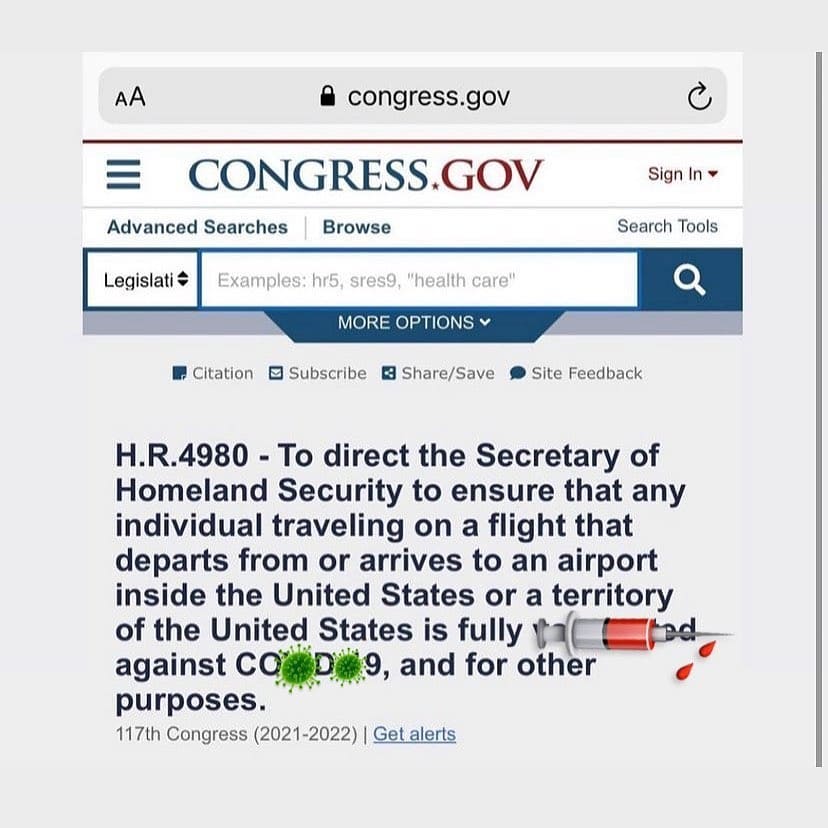 AA congress.gov
CONGRESS.GOV Sign In
Advanced Searches Browse Search Tools
Legislati Examples: hr5, sres9, "health care"
MORE OPTIONS
Citation Subscribe Share/Save Site Feedback
H.R.4980 - To direct the Secretary of
Homeland Security to ensure that any
individual traveling on a flight that
departs from or arrives to an airport
inside the United States or a territory
of the United States is fully
against CO D 9, and for other
purposes.
117th Congress (2021-2022) | Get alerts